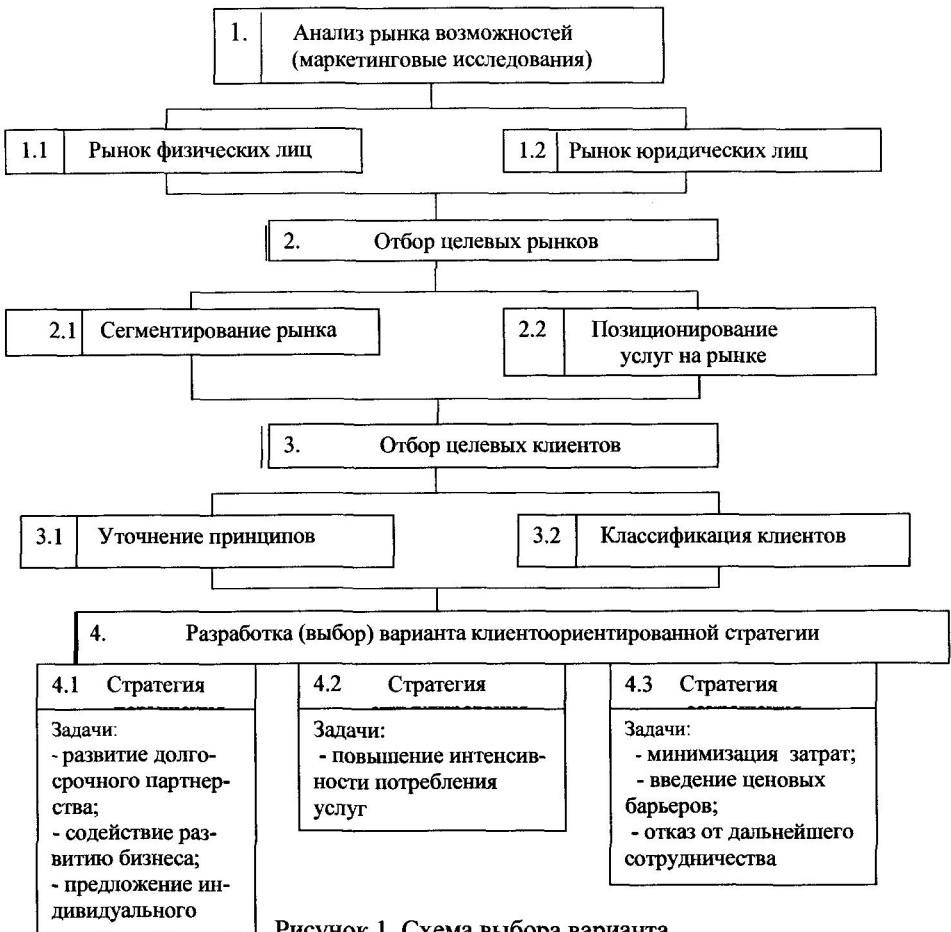 1. Анализ рынка возможностей
(маркетинговые исследования)
1.1 Рынок физических лиц
1.2 Рынок юридических лиц
2. Отбор целевых рынков
2.1 Сегментирование рынка
2.2 Позиционирование
услуг на рынке
3. Отбор целевых клиентов
3.1 Уточнение принципов
3.2 Классификация клиентов
4. Разработка (выбор) варианта клиентоориентированной стратегии
4.1 Стратегия
Задачи:
- развитие долго-
срочного партнер-
ства;
- содействие раз-
витию бизнеса;
- предложение ин-
дивидуального
4.2 Стратегия
Задачи:
- повышение интенсив-
ности потребления
услуг
4.3 Стратегия
Задачи:
- минимизация затрат;
- введение ценовых
барьеров;
- отказ от дальнейшего
сотрудничества
Рисунок 1. Схема выбора варианта